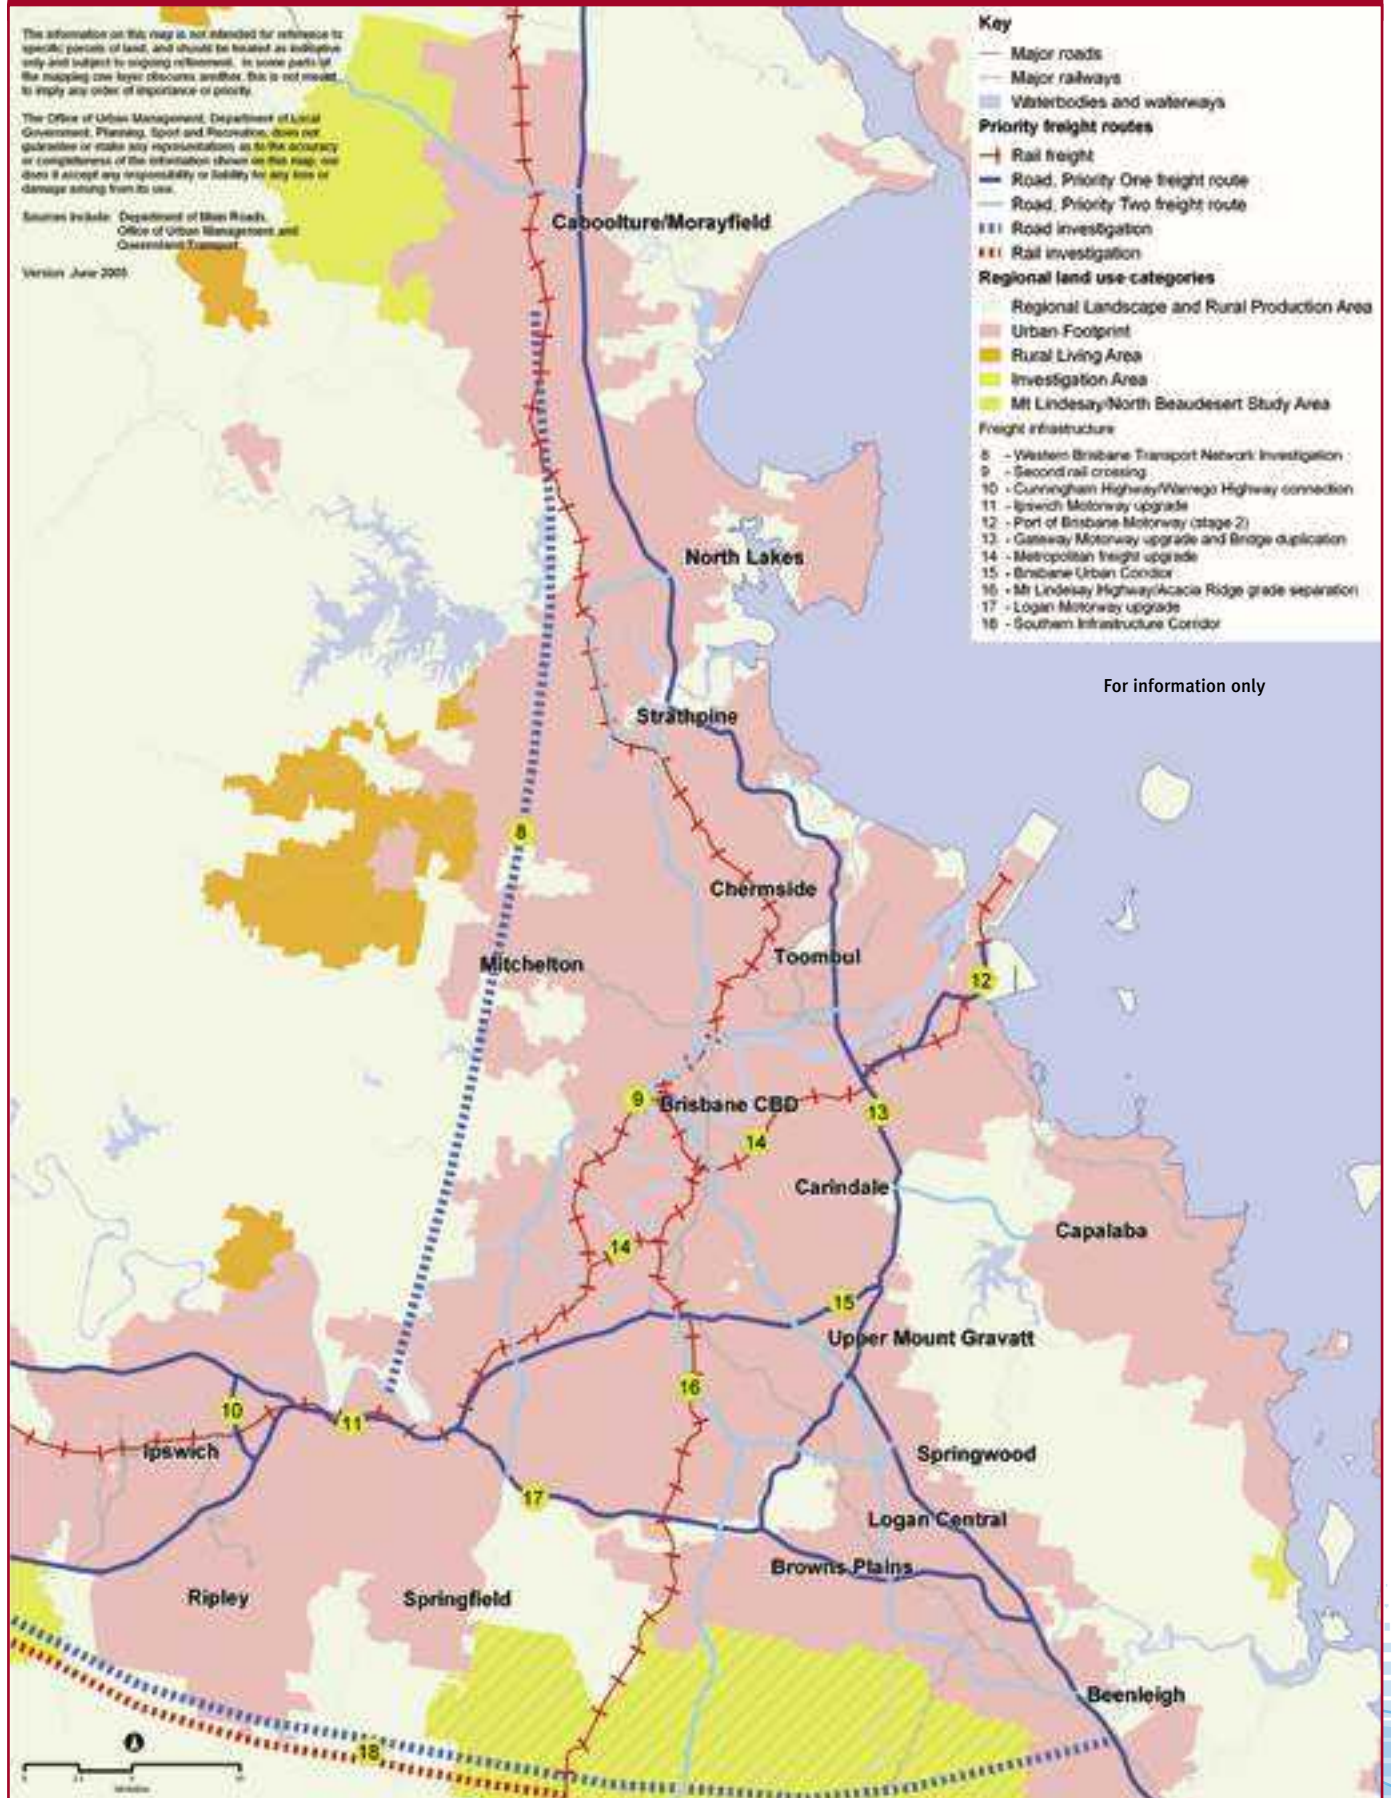 The information on this map is not intended for reference to
specific parcels of land, and should be treated as indicative
only and subject to ongoing refinement. In some parts of
the mapping one layer obscures another, this is not meant
to imply any order of importance or priority.
The Office of Urban Management, Department of Local
Government, Planning, Sport and Recreation, does not
guarantee or make any representations as to the accuracy
or completeness of the information shown on this map, nor
does it accept any responsibility or liability for any loss or
damage arising from its use.
Sources include: Department of Main Roads,
Office of Urban Management and
Queensland Transport
Version June 2005
Key
Major roads
Major railways
Waterbodies and waterways
Priority freight routes
Rail freight
Road, Priority One freight route
Road, Priority Two freight route
Road investigation
Rail investigation
Regional land use categories
Regional Landscape and Rural Production Area
Urban Footprint
Rural Living Area
Investigation Area
Mt Lindesay/North Beaudesert Study Area
Freight infrastructure
8 - Western Brisbane Transport Network Investigation
9 - Second rail crossing
10 - Cunningham Highway/Warrego Highway connection
11 - Ipswich Motorway upgrade
12 - Port of Brisbane Motorway (stage 2)
13 - Gateway Motorway upgrade and Bridge duplication
14 - Metropolitan freight upgrade
15 - Brisbane Urban Corridor
16 - Mt Lindesay Highway/Acacia Ridge grade separation
17 - Logan Motorway upgrade
18 - Southern Infrastructure Corridor
For information only
Caboolture/Morayfield
North Lakes
Strathpine
8
Chermside
Toombul
Mitchelton
12
9
Brisbane CBD
13
14
Carindale
Capalaba
14
15
Upper Mount Gravatt
16
10
11
Ipswich
Springwood
17
Logan Central
Browns Plains
Ripley
Springfield
Beenleigh
18